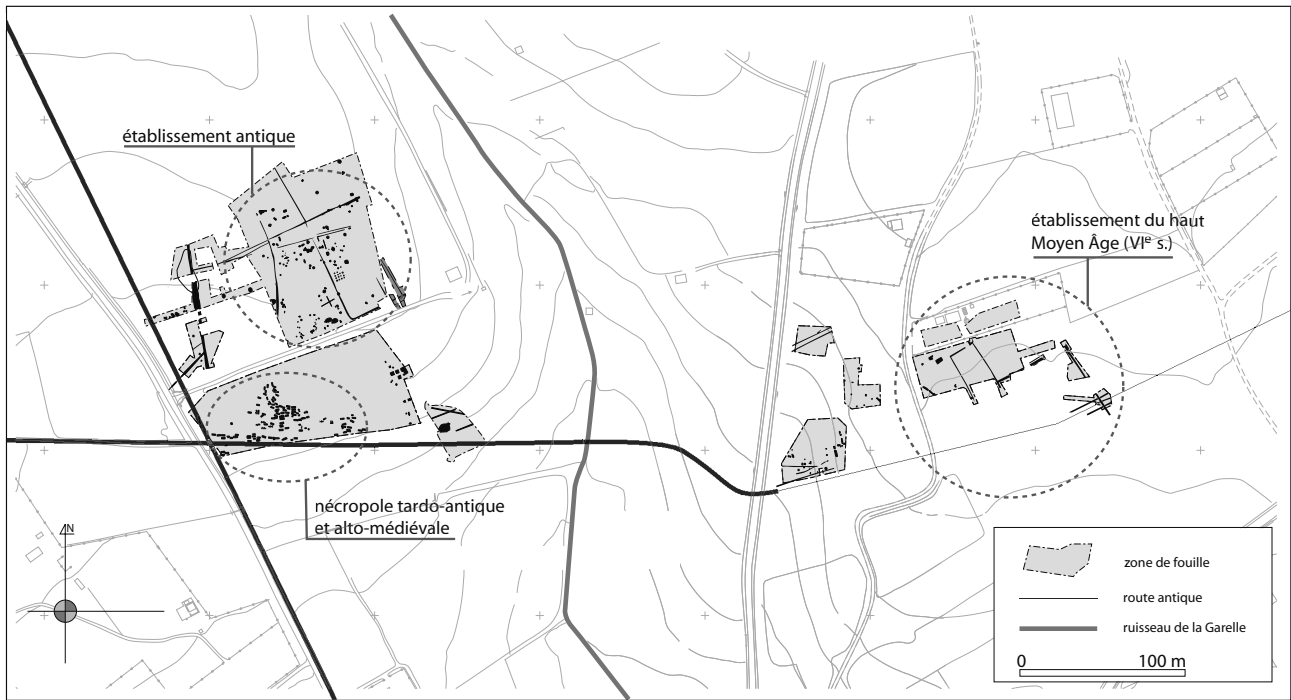 établissement antique
établissement du haut
Moyen Âge (VIe s.)
nécropole tardo-antique
et alto-médiévale
N
zone de fouille
route antique
ruisseau de la Garelle
0 100 m